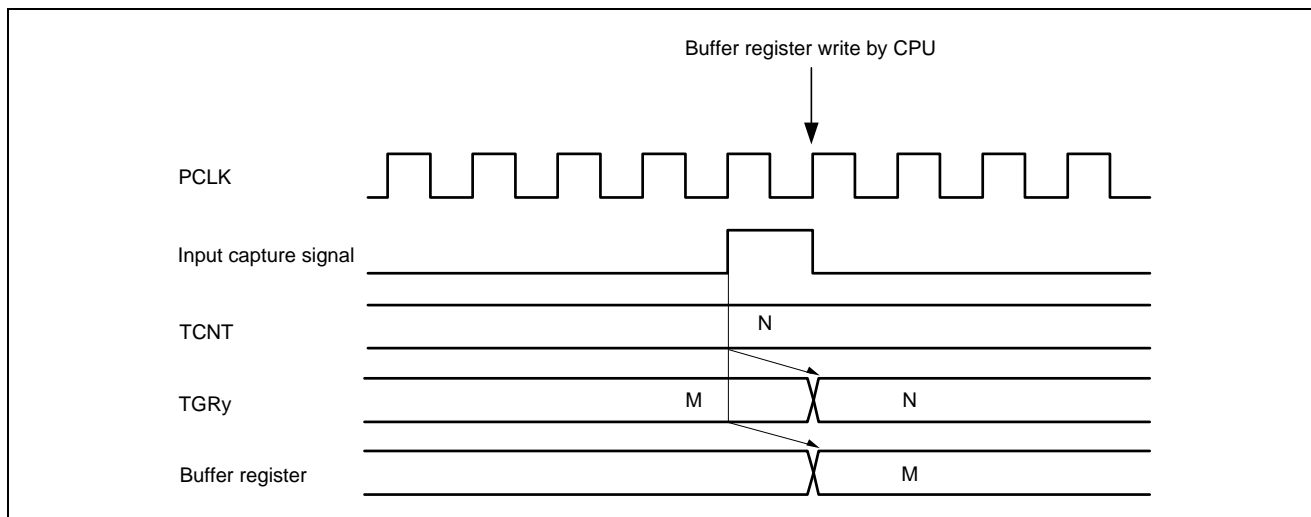 Buffer register write by CPU
PCLK
Input capture signal
TCNT
N
TGRy
M
N
Buffer register
M